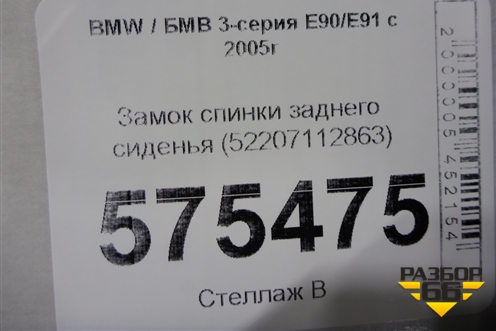 BMW / БМВ 3-серия E90/E91 с
2005г
Замок спинки заднего
сиденья (52207112863)
575475
Стеллаж В
2000005452154
РАЗБОР
66